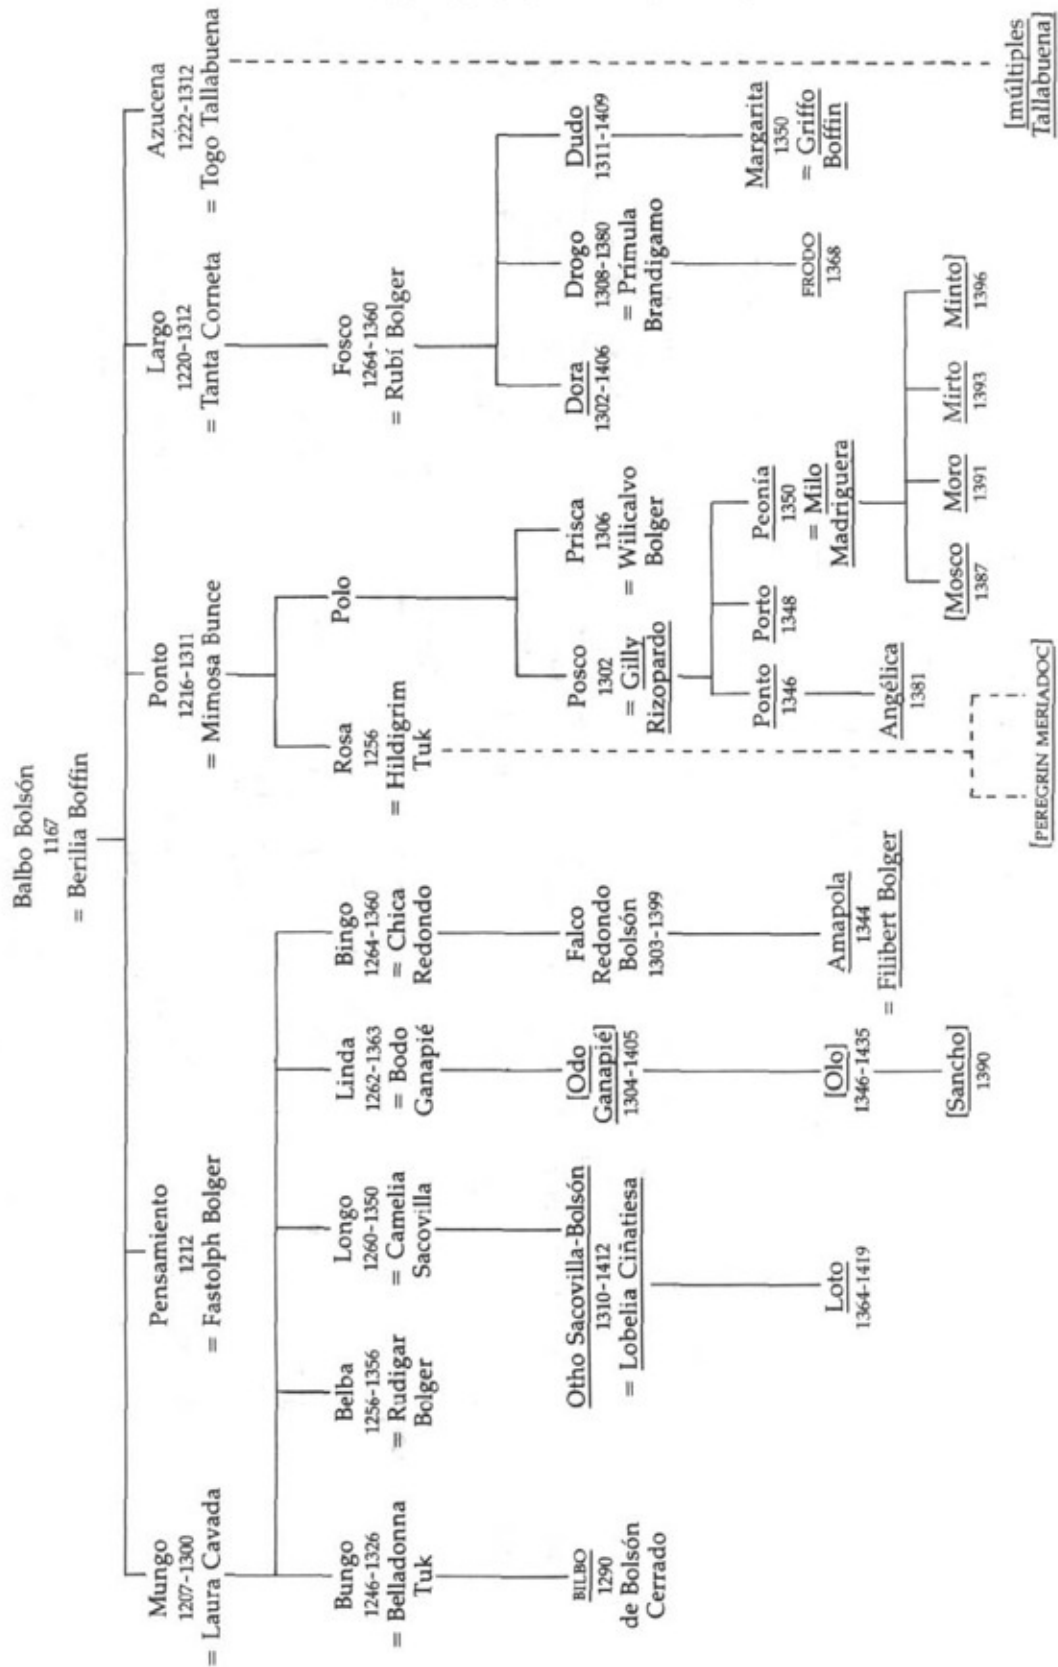 Balbo Bolsón
1167
= Berilia Boffin
Mungo
1207-1300
= Laura Cavada
Pensamiento
1212
= Fastolph Bolger
Ponto
1216-1311
= Mimosa Bunce
Largo
1220-1312
= Tanta Corneta
Azucena
1222-1312
= Togo Tallabuena
Bungo
1246-1326
= Belladonna
Tuk
Belba
1256-1356
= Rudigar
Bolger
Longo
1260-1350
= Camelia
Sacovilla
Linda
1262-1363
= Bodo
Ganapié
Bingo
1264-1360
= Chica
Redondo
Rosa
1256
= Hildigrim
Tuk
Polo
Fosco
1264-1360
= Rubí Bolger
BILBO
1290
de Bolsón
Cerrado
Otho Sacovilla-Bolsón
1310-1412
= Lobelia Ciñatiesa
[Odo
Ganapié]
1304-1405
Falco
Redondo
Bolsón
1303-1399
Posco
1302
= Gilly
Rizopardo
Prisca
1306
= Wilicalvo
Bolger
Dora
1302-1406
Drogo
1308-1380
= Prímula
Brandigamo
Dudo
1311-1409
Loto
1364-1419
[Olo]
1346-1435
Amapola
1344
= Filibert Bolger
Ponto
1346
Porto
1348
Peonía
1350
= Milo
Madriguera
FRODO
1368
Margarita
1350
= Griffo
Boffin
[Sancho]
1390
Angélica
1381
[Mosco
1387
Moro
1391
Mirto
1393
Minto]
1396
[PEREGRIN MERIADOC]
[múltiples
Tallabuena]